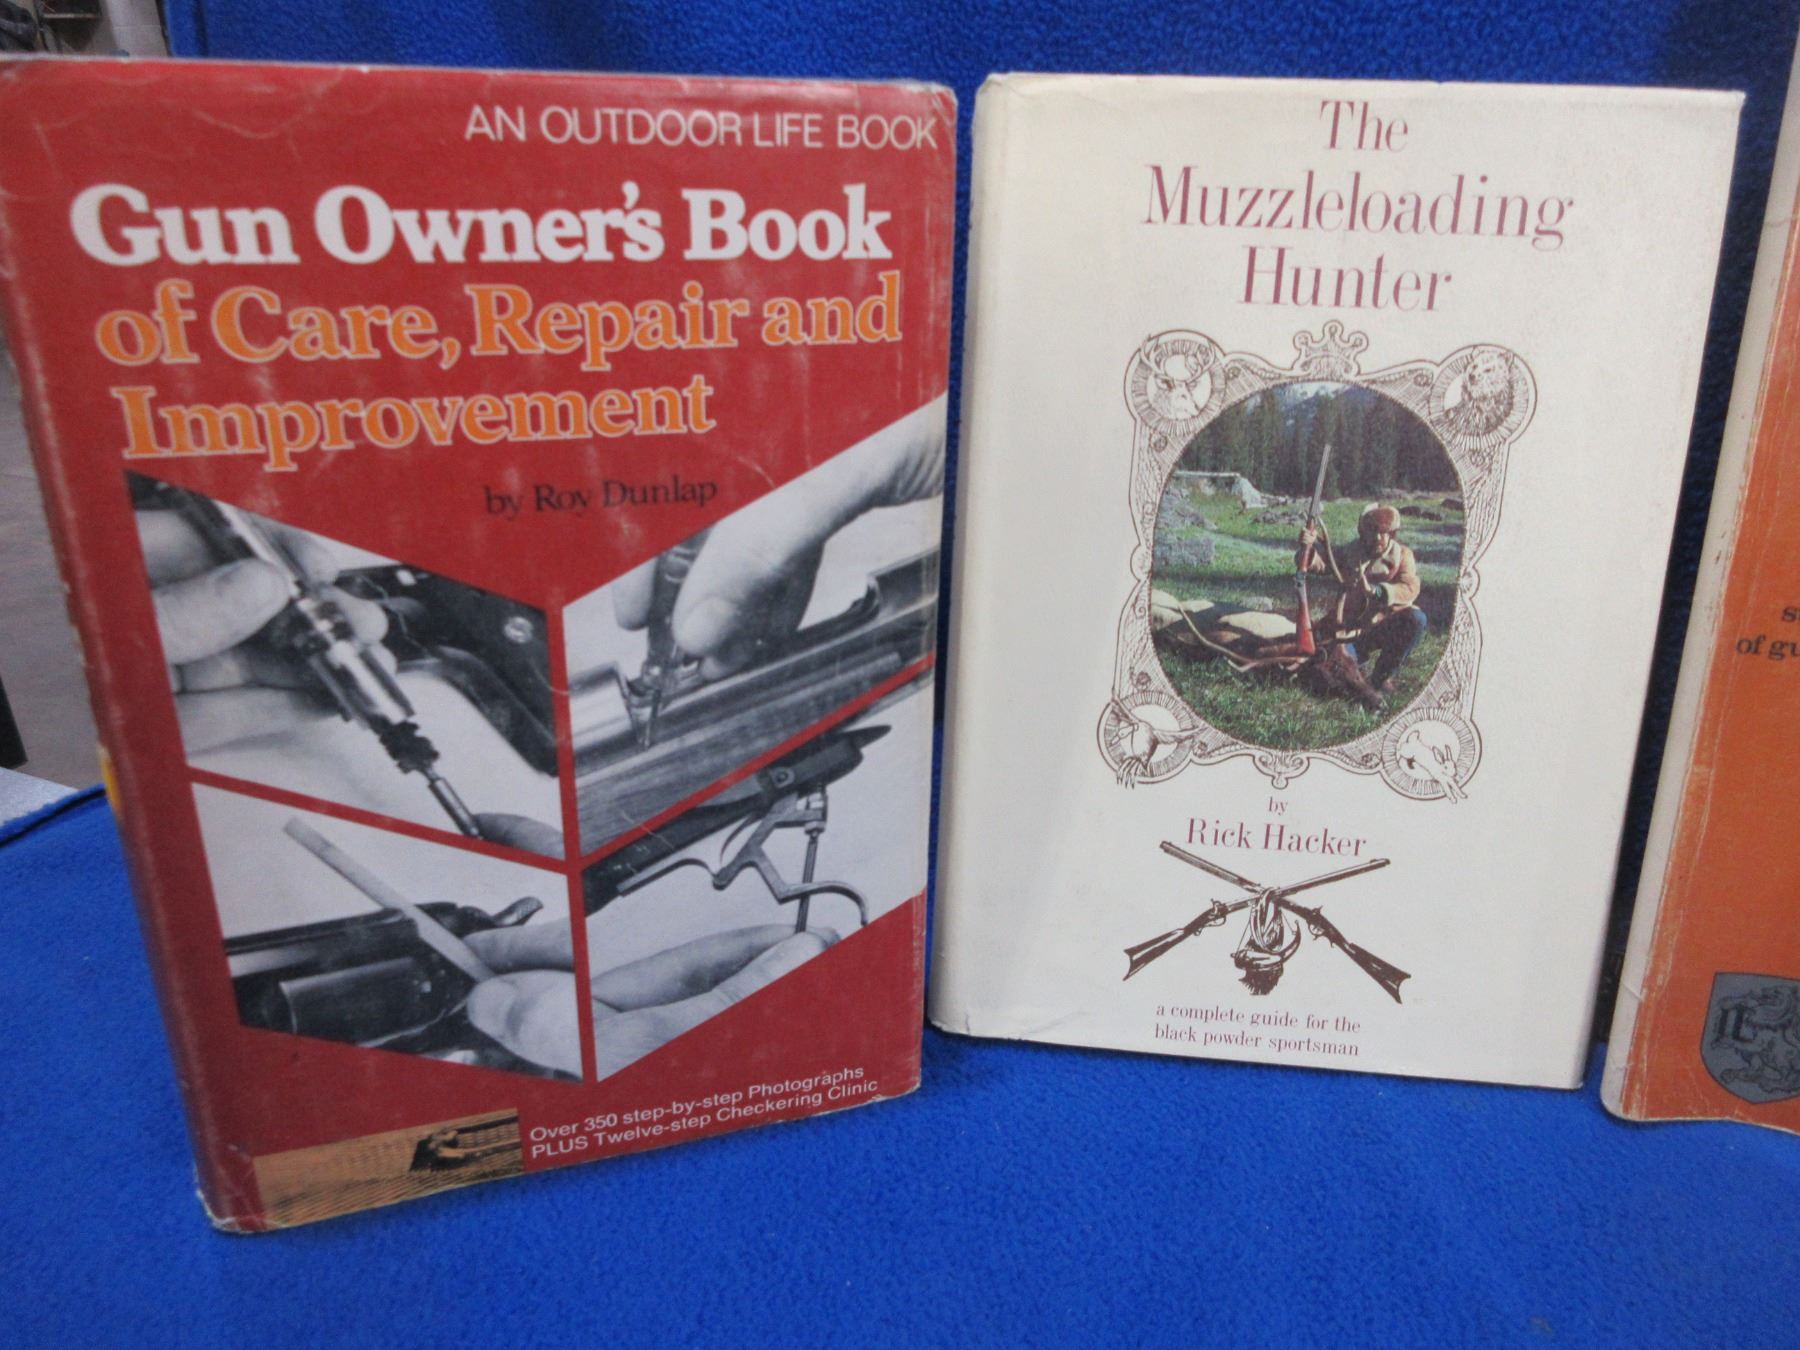 AN OUTDOOR LIFE BOOK
Gun Owner's Book
of Care, Repair and
Improvement
by Roy Dunlap
Over 350 step-by-step Photographs
PLUS Twelve-step Checkering Clinic
The
Muzzleloading
Hunter
by
Rick Hacker
a complete guide for the
black powder sportsman
of